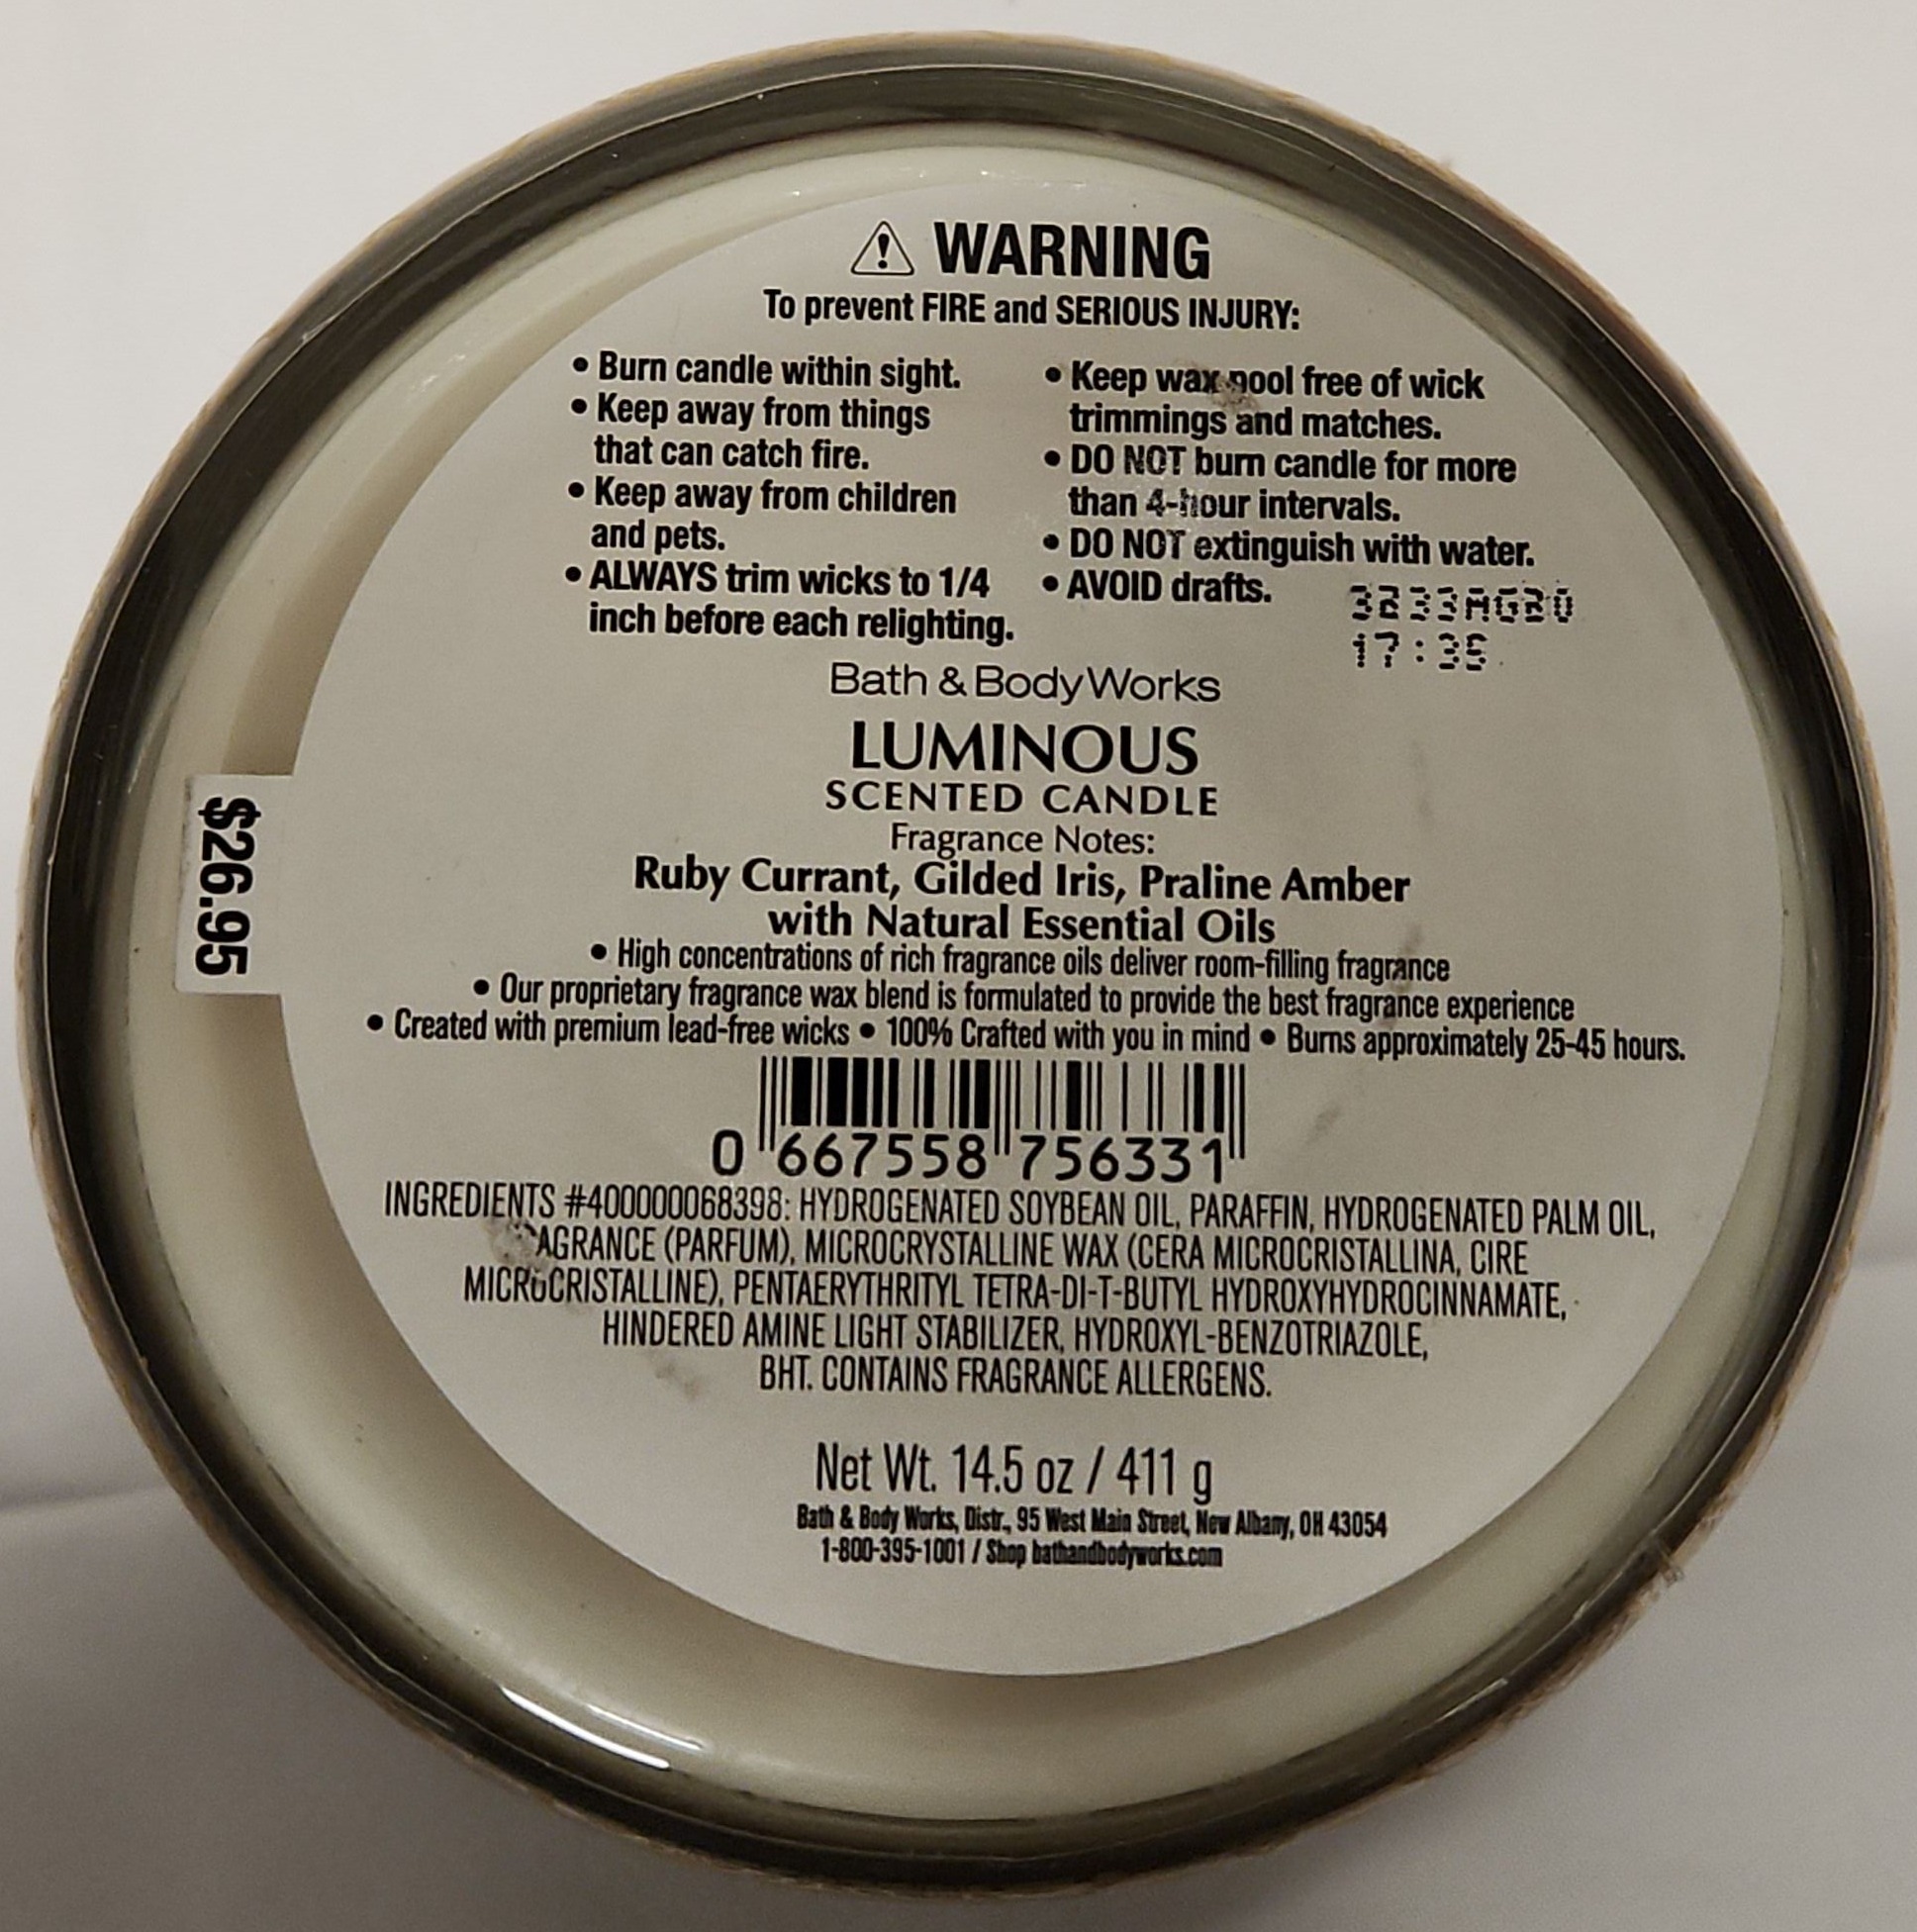 WARNING
To prevent FIRE and SERIOUS INJURY:
• Burn candle within sight.
• Keep away from things
that can catch fire.
• Keep away from children
and pets.
• ALWAYS trim wicks to 1/4
inch before each relighting.
• Keep wax pool free of wick
trimmings and matches.
• DO NOT burn candle for more
than 4-hour intervals.
• DO NOT extinguish with water.
• AVOID drafts.
3233AG20
17:35
Bath & Body Works
LUMINOUS
SCENTED CANDLE
Fragrance Notes:
Ruby Currant, Gilded Iris, Praline Amber
with Natural Essential Oils
• High concentrations of rich fragrance oils deliver room-filling fragrance
• Our proprietary fragrance wax blend is formulated to provide the best fragrance experience
• Created with premium lead-free wicks • 100% Crafted with you in mind • Burns approximately 25-45 hours.
$26.95
0 667558 756331
INGREDIENTS #400000068398: HYDROGENATED SOYBEAN OIL, PARAFFIN, HYDROGENATED PALM OIL,
AGRANCE (PARFUM), MICROCRYSTALLINE WAX (CERA MICROCRISTALLINA, CIRE
MICROCRISTALLINE), PENTAERYTHRITYL TETRA-DI-T-BUTYL HYDROXYHYDROCINNAMATE,
HINDERED AMINE LIGHT STABILIZER, HYDROXYL-BENZOTRIAZOLE,
BHT. CONTAINS FRAGRANCE ALLERGENS.
Net Wt. 14.5 oz / 411 g
Bath & Body Works, Distr., 95 West Main Street, New Albany, OH 43054
1-800-395-1001 / Shop bathandbodyworks.com